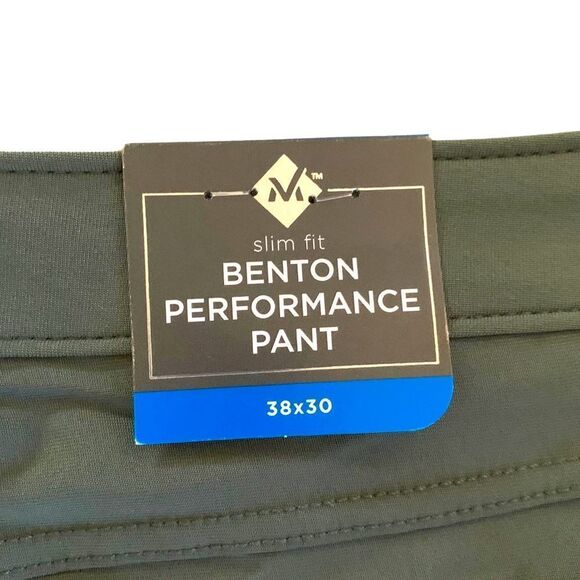 M™
slim fit
BENTON
PERFORMANCE
PANT
38x30